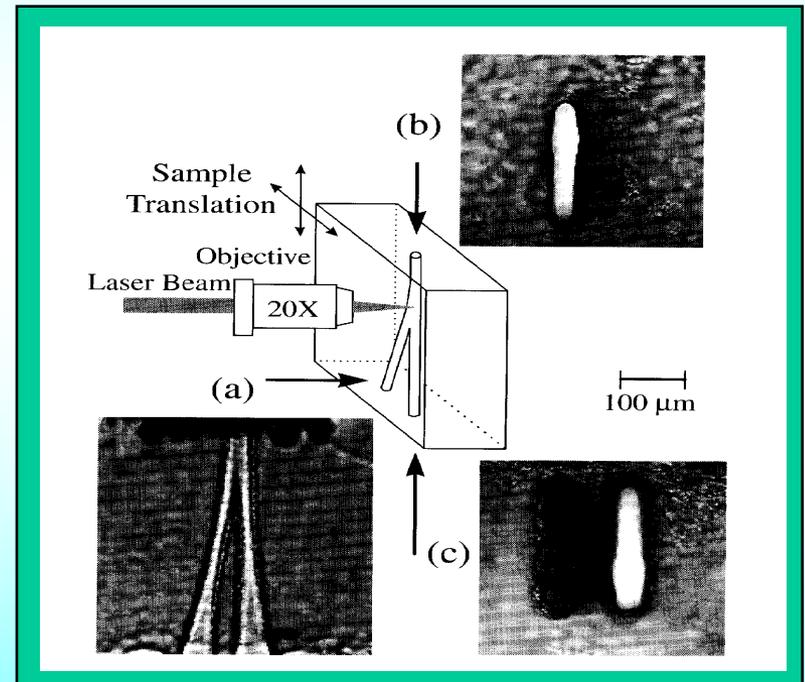 (b)
Sample
Translation
Objective
Laser Beam
20X
(a)
100 µm
(c)